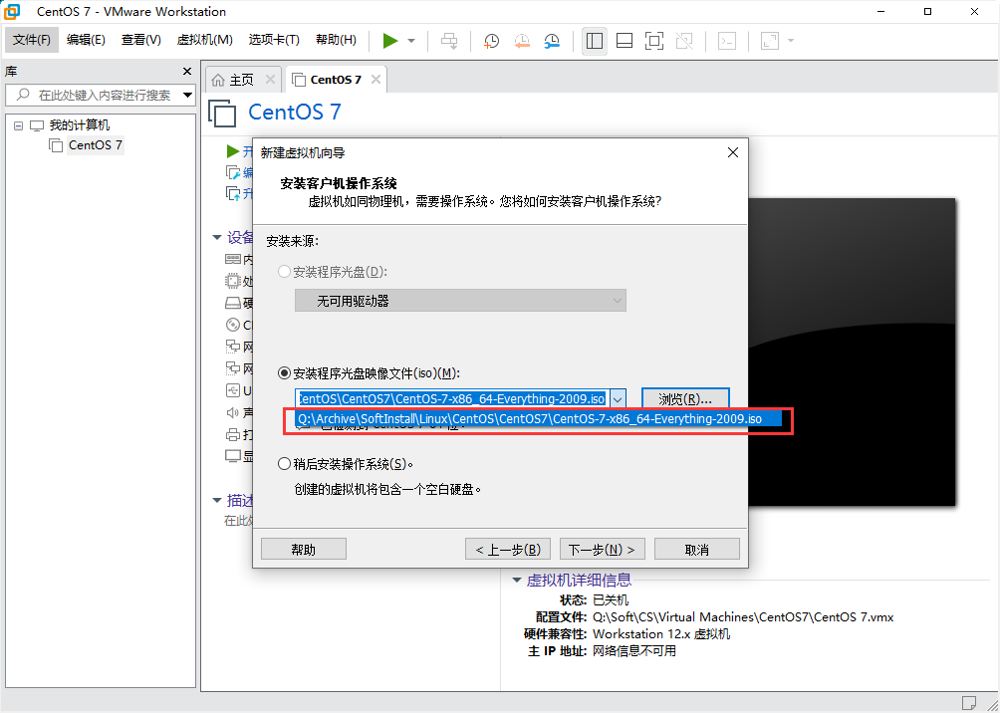 CentOS 7 - VMware Workstation
文件(F) 编辑(E) 查看(V) 虚拟机(M) 选项卡(T) 帮助(H)
库
在此处键入内容进行搜索
我的计算机
CentOS 7
主页
CentOS 7
CentOS 7
开
编
升
设备
内
处
硬
网
网
声
打
显
描述
在此
新建虚拟机向导
安装客户机操作系统
虚拟机如同物理机，需要操作系统。您将如何安装客户机操作系统?
安装来源:
安装程序光盘(D):
无可用驱动器
安装程序光盘映像文件(iso)(M):
CentOS\CentOS7\CentOS-7-x86_64-Everything-2009.iso
浏览(R)...
Q:\Archive\SoftInstall\Linux\CentOS\CentOS7\CentOS-7-x86_64-Everything-2009.iso
稍后安装操作系统(S)。
创建的虚拟机将包含一个空白硬盘。
帮助
< 上一步(B)
下一步(N) >
取消
虚拟机详细信息
状态: 已关机
配置文件: Q:\Soft\CS\Virtual Machines\CentOS7\CentOS 7.vmx
硬件兼容性: Workstation 12.x 虚拟机
主 IP 地址: 网络信息不可用